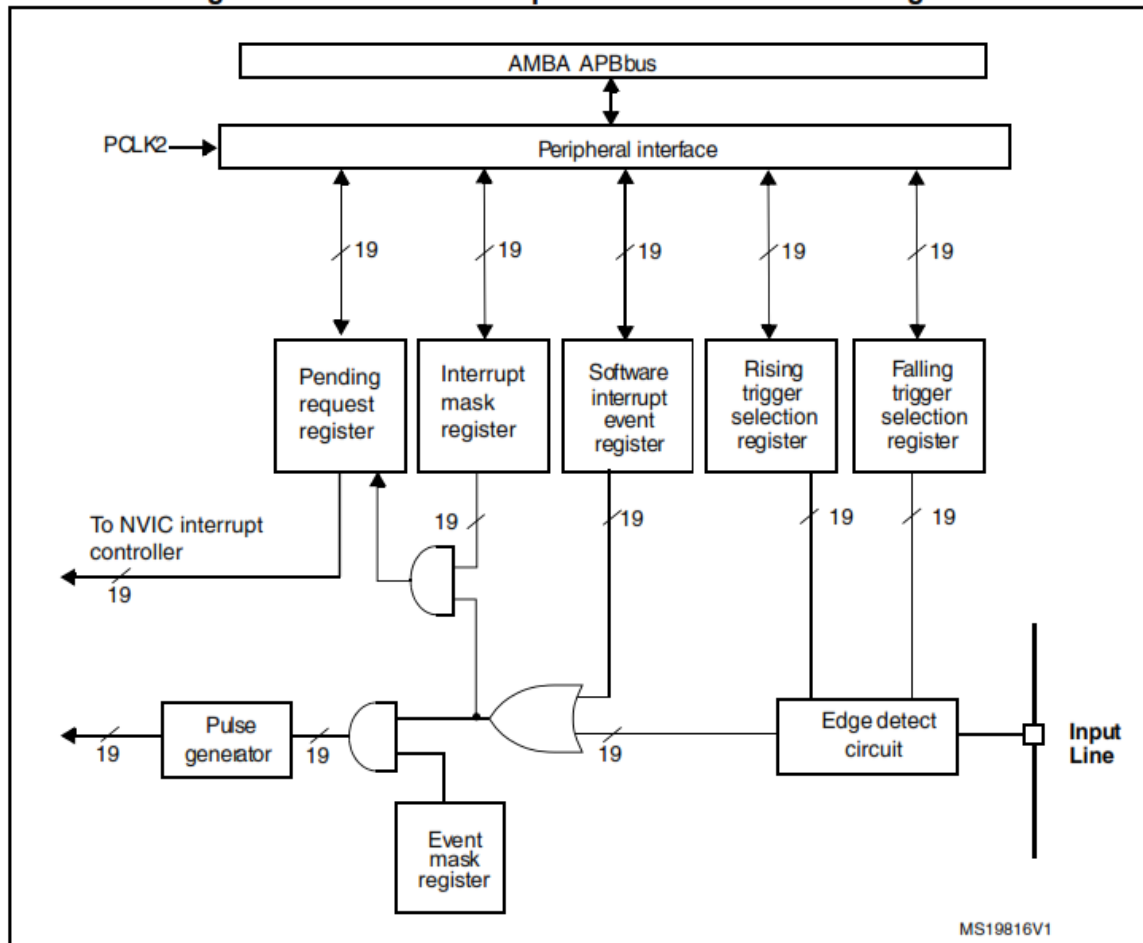 AMBA APB bus
PCLK2
Peripheral interface
19
19
19
19
19
Pending
request
register
Interrupt
mask
register
Software
interrupt
event
register
Rising
trigger
selection
register
Falling
trigger
selection
register
To NVIC interrupt
controller
19
19
19
19
19
Pulse
generator
19
19
19
Edge detect
circuit
Input
Line
Event
mask
register
MS19816V1